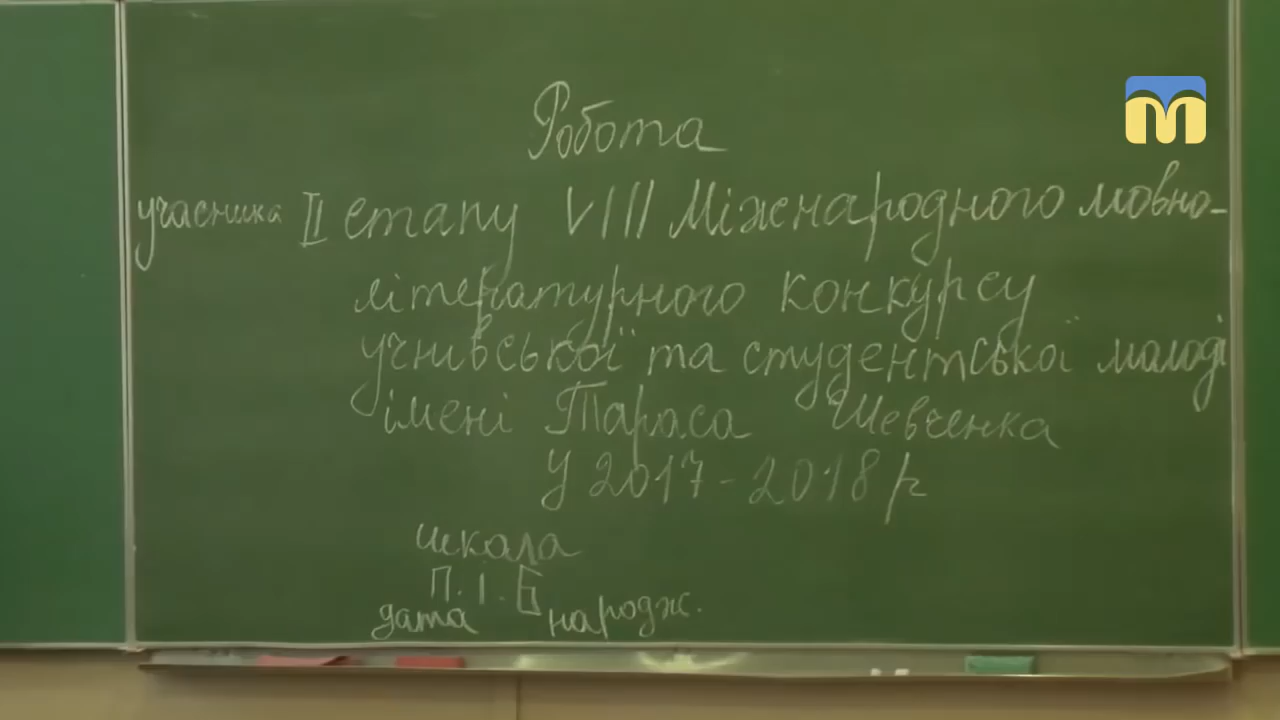 Робота
учасника II етапу VIII Міжнародного мовно-
літературного конкурсу
учнівської та студентської молоді
імені Тараса Шевченка
у 2017-2018 р
школа
П.І.Б
дата народж.